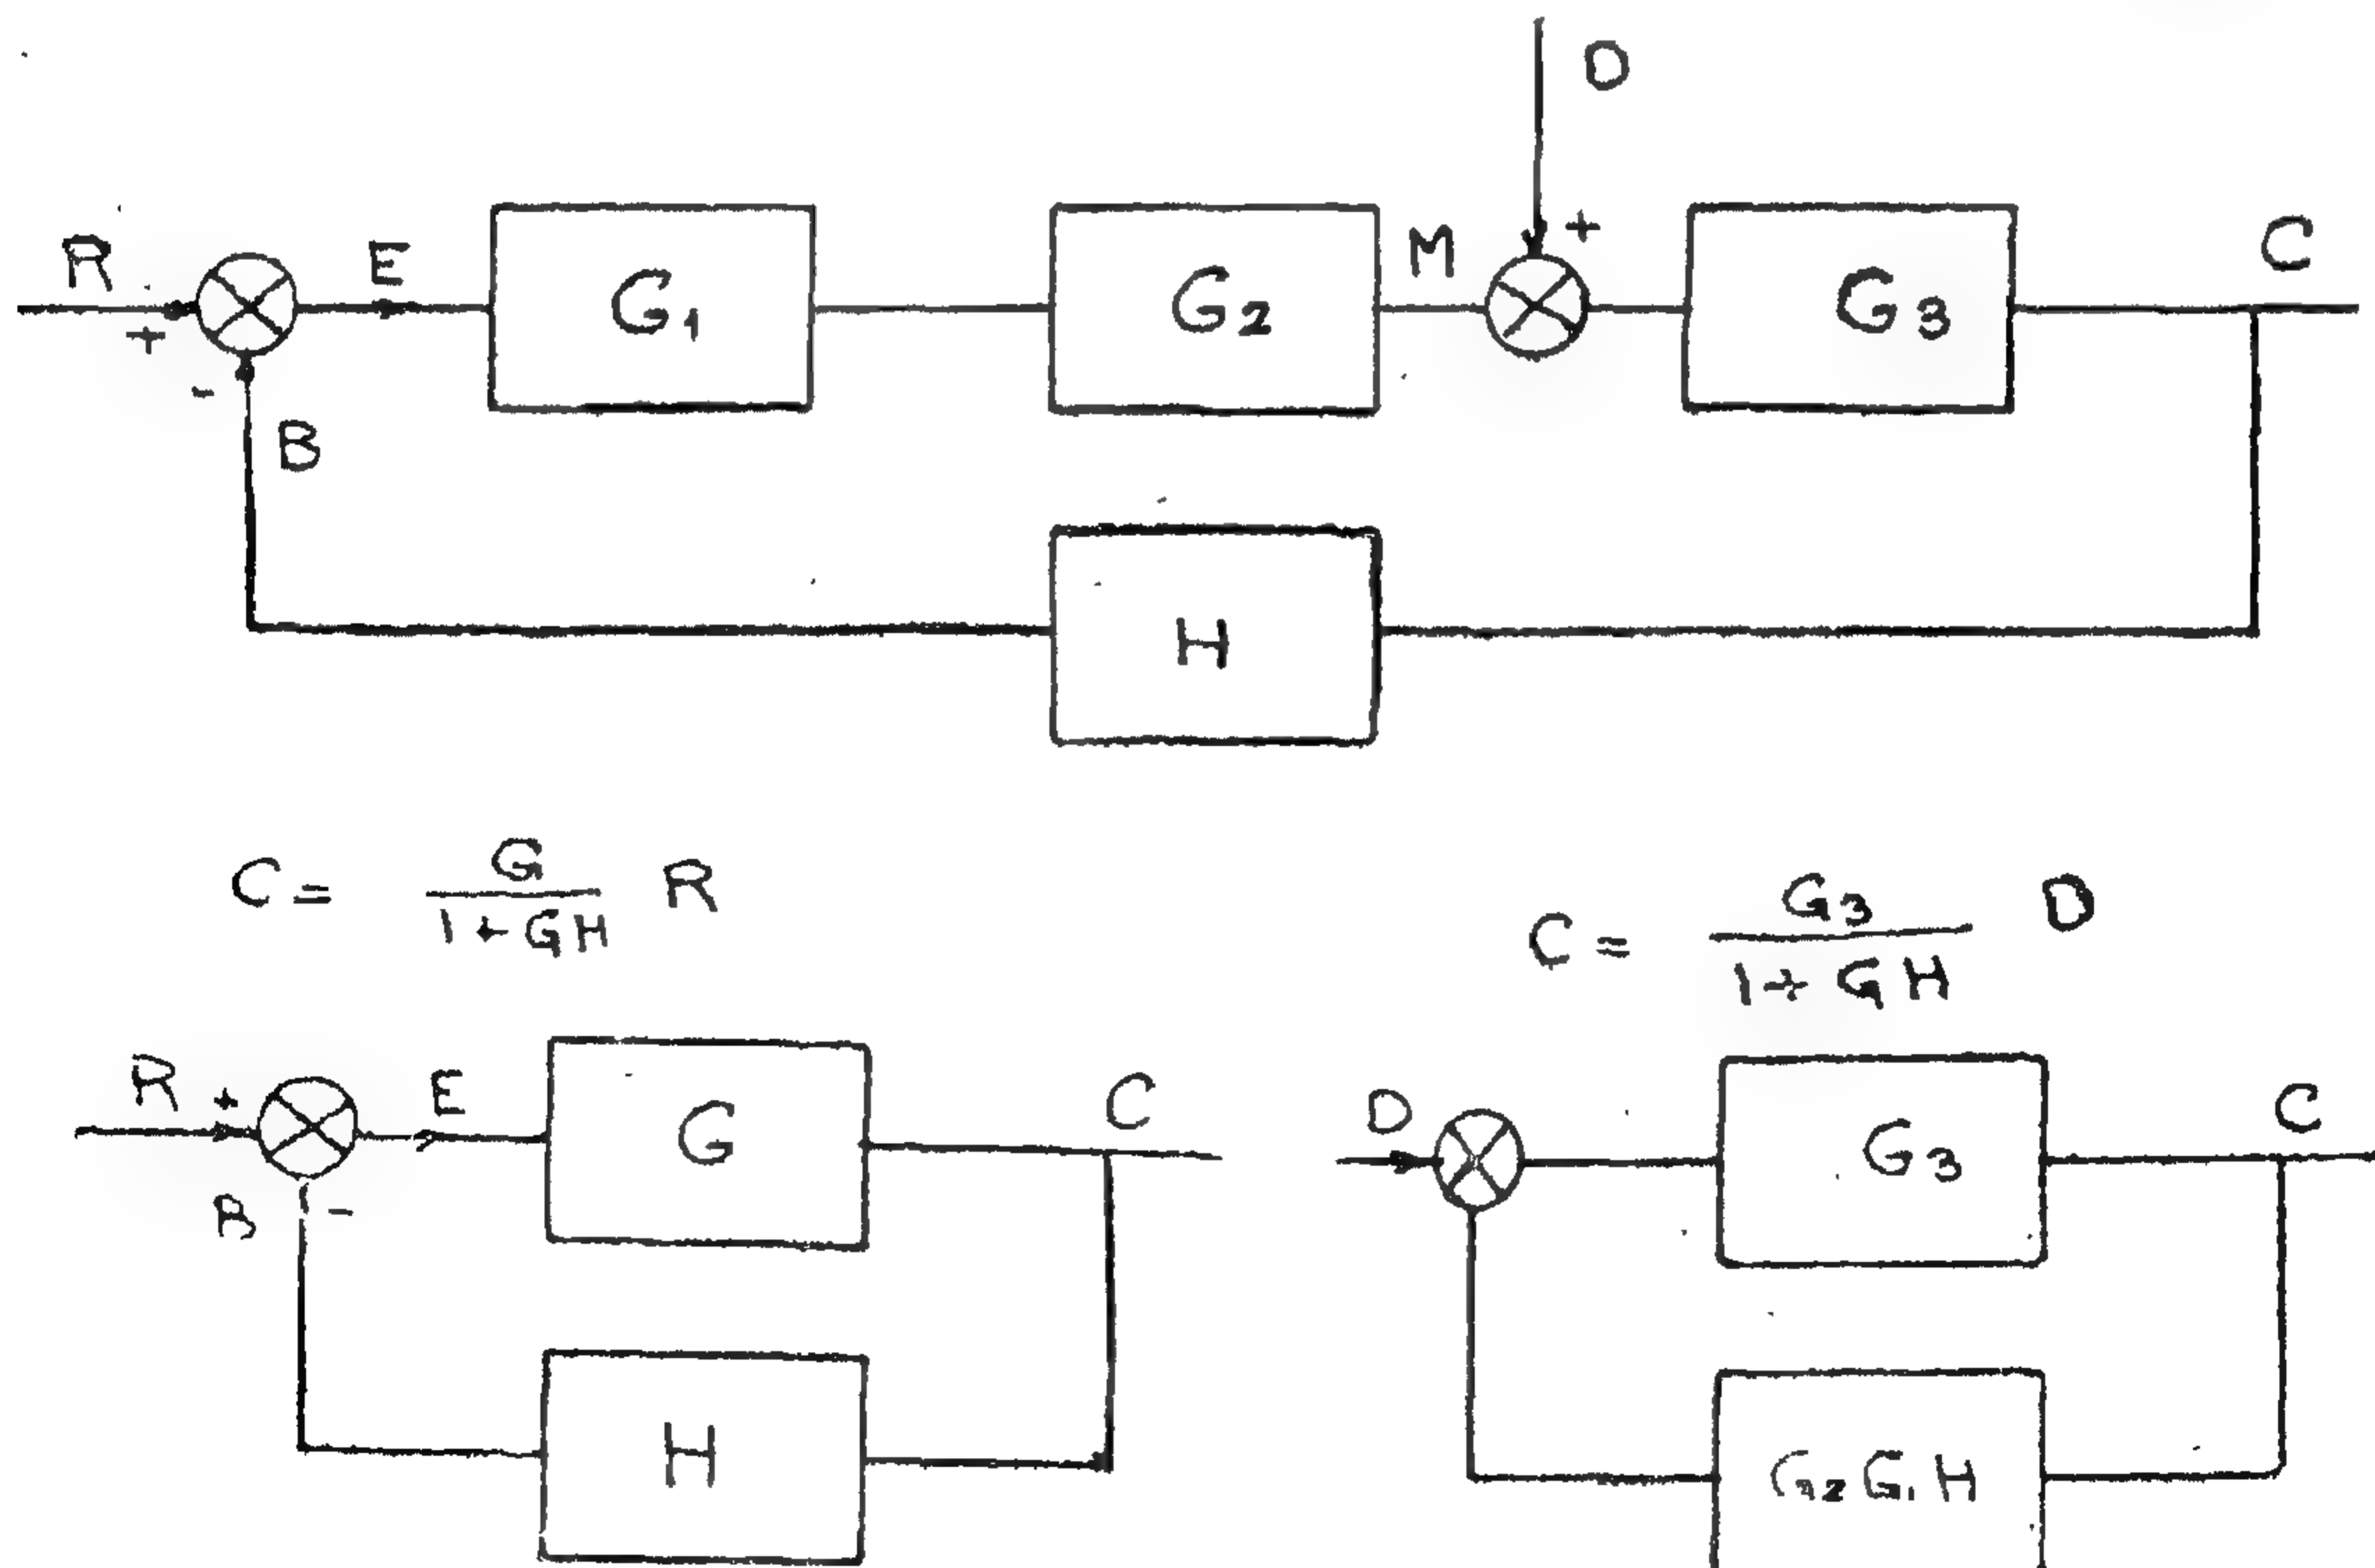 D
R + E G1 G2 M + G3 C
-
B
H
C = G / 1 + GH R
C = G3 / 1 + GH D
R + E G C
B -
H
D G3 C
G2 G1 H